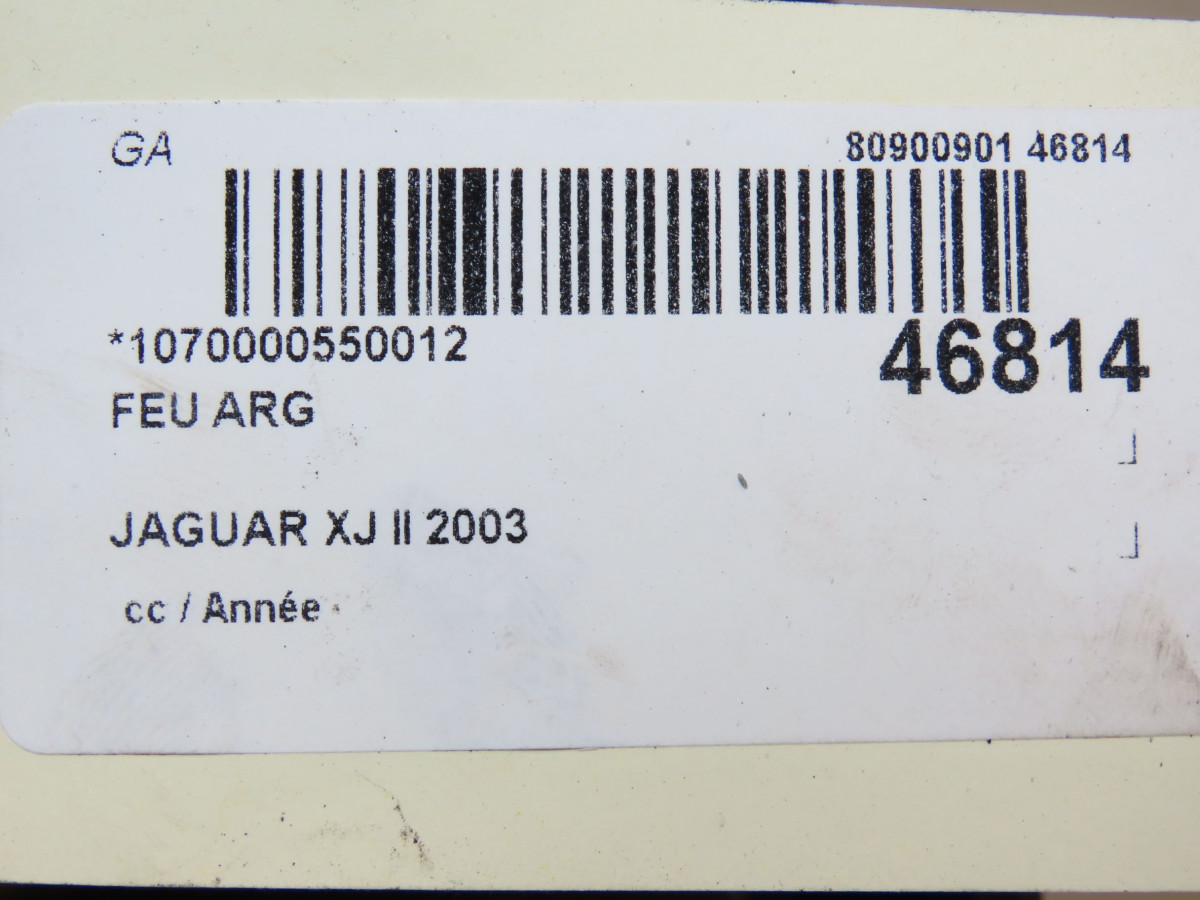 GA
80900901 46814
*1070000550012
46814
FEU ARG
JAGUAR XJ II 2003
cc / Année